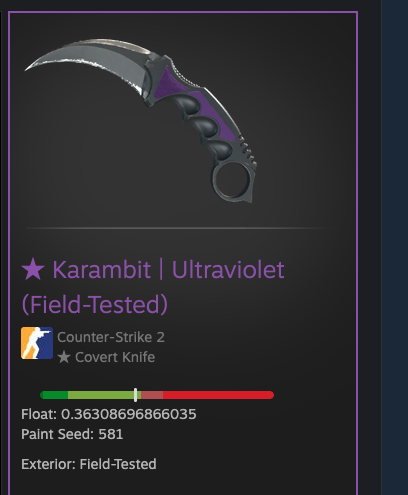 ★ Karambit | Ultraviolet
(Field-Tested)
Counter-Strike 2
★ Covert Knife
Float: 0.36308696866035
Paint Seed: 581
Exterior: Field-Tested